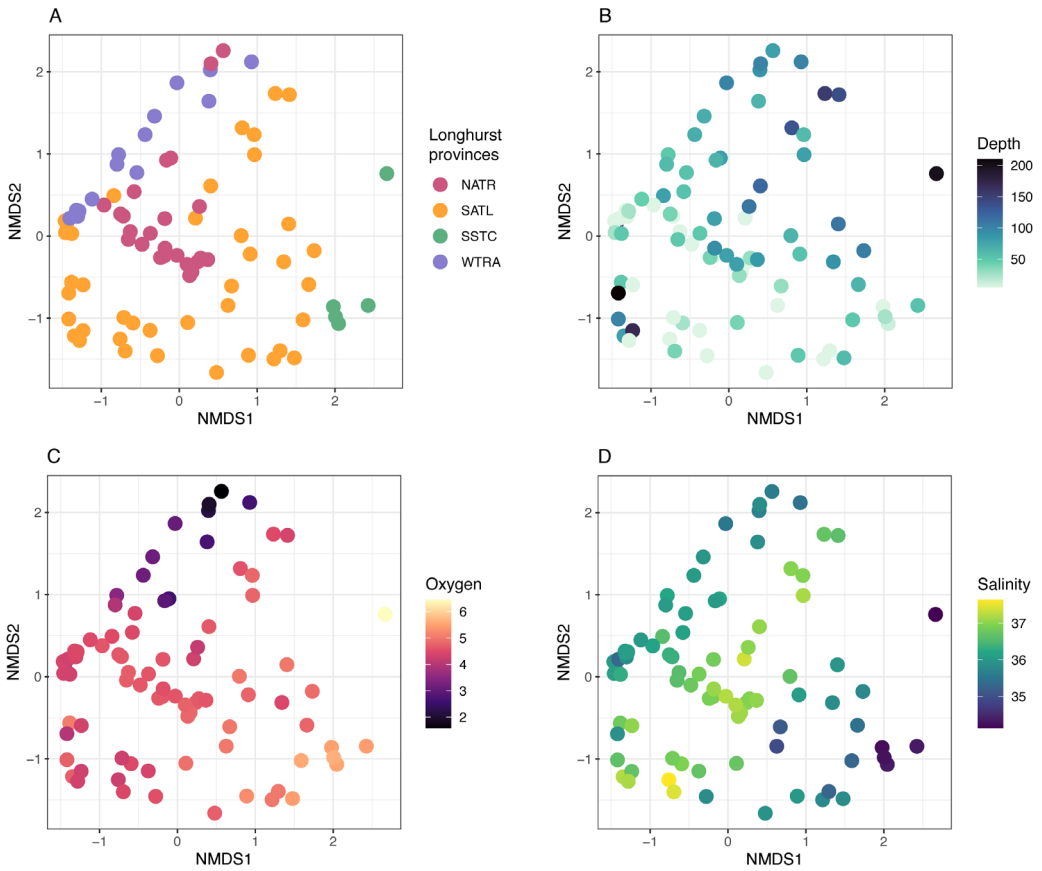 A
NMDS2
2
1
0
−1
−1 0 1 2
NMDS1
Longhurst
provinces
NATR
SATL
SSTC
WTRA
B
NMDS2
2
1
0
−1
−1 0 1 2
NMDS1
Depth
200
150
100
50
C
NMDS2
2
1
0
−1
−1 0 1 2
NMDS1
Oxygen
6
5
4
3
2
D
NMDS2
2
1
0
−1
−1 0 1 2
NMDS1
Salinity
37
36
35